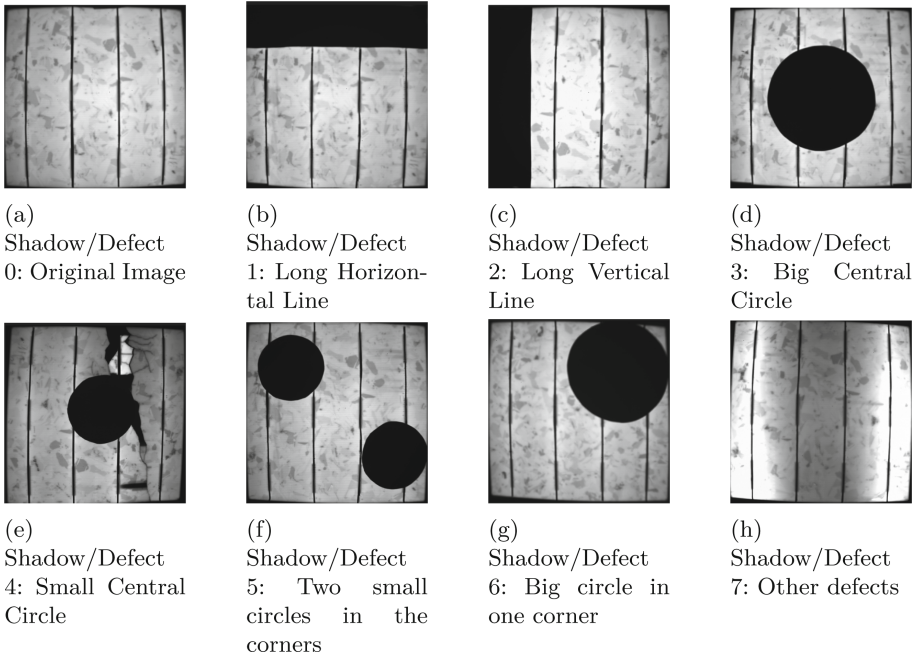 (a)
Shadow/Defect
0: Original Image
(b)
Shadow/Defect
1: Long Horizon-
tal Line
(c)
Shadow/Defect
2: Long Vertical
Line
(d)
Shadow/Defect
3: Big Central
Circle
(e)
Shadow/Defect
4: Small Central
Circle
(f)
Shadow/Defect
5: Two small
circles in the
corners
(g)
Shadow/Defect
6: Big circle in
one corner
(h)
Shadow/Defect
7: Other defects